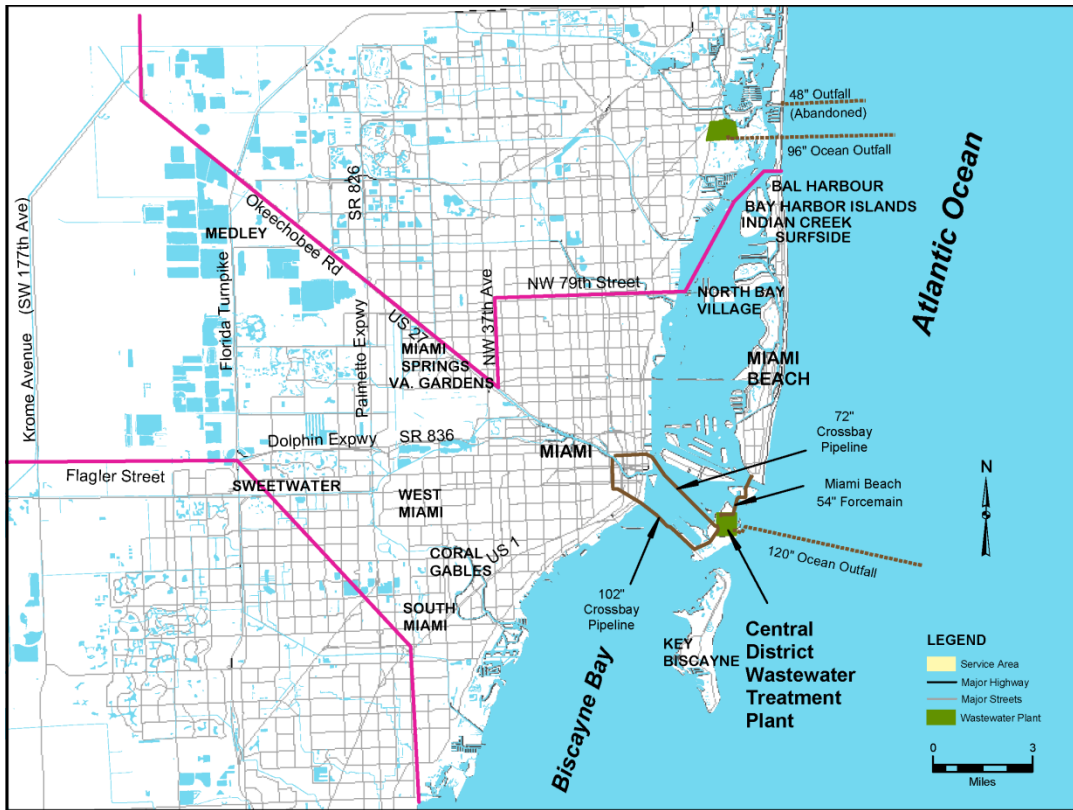 48" Outfall
(Abandoned)
96" Ocean Outfall
Atlantic Ocean
BAL HARBOUR
BAY HARBOR ISLANDS
INDIAN CREEK
SURFSIDE
SR 826
Okeechobee Rd
MEDLEY
Krome Avenue (SW 177th Ave)
Florida Turnpike
Palmetto Expwy
US 27
NW 37th Ave
NW 79th Street
NORTH BAY
VILLAGE
MIAMI
SPRINGS
VA. GARDENS
MIAMI
BEACH
72"
Crossbay
Pipeline
Dolphin Expwy
SR 836
MIAMI
Flagler Street
SWEETWATER
WEST
MIAMI
Miami Beach
54" Forcemain
N
120" Ocean Outfall
CORAL
GABLES
US 1
102"
Crossbay
Pipeline
SOUTH
MIAMI
KEY
BISCAYNE
Biscayne Bay
Central
District
Wastewater
Treatment
Plant
LEGEND
Service Area
Major Highway
Major Streets
Wastewater Plant
0 3
Miles